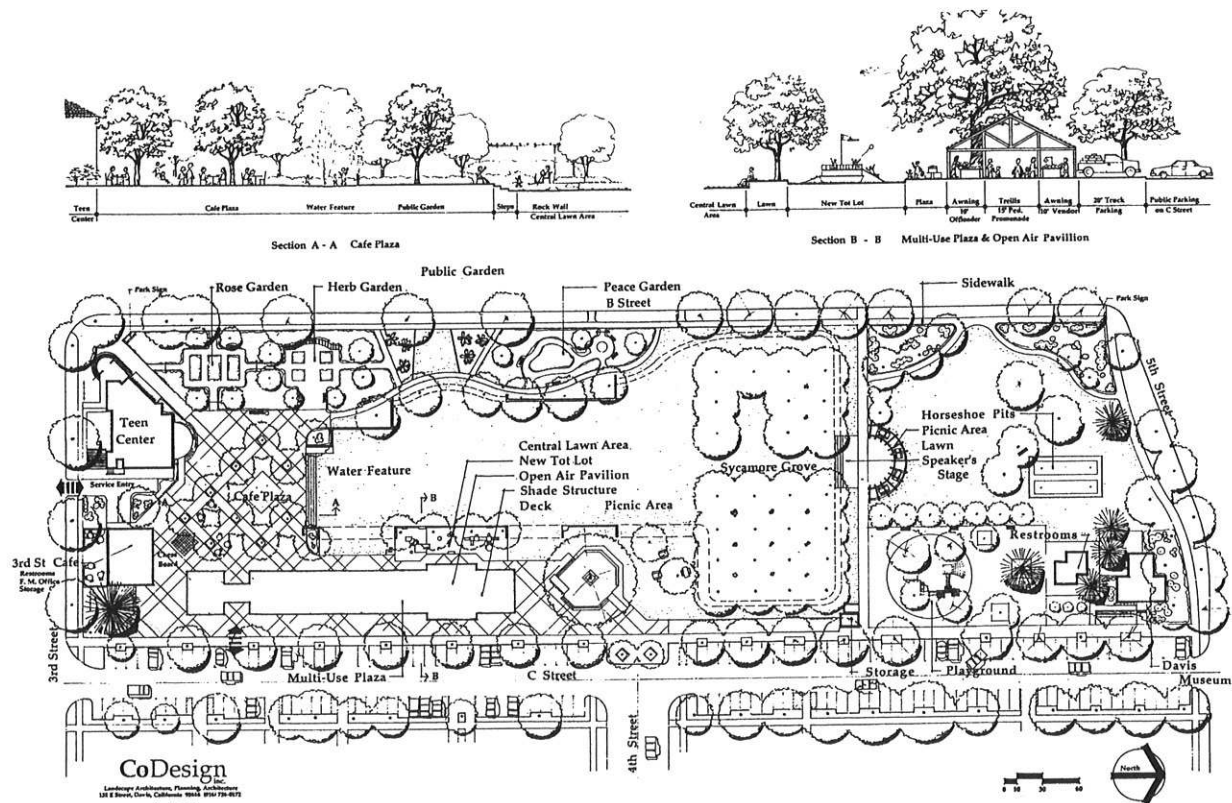 Teen Center
Cafe Plaza
Water Feature
Public Garden
Steps
Rock Wall
Central Lawn Area
Section A - A Cafe Plaza
Central Lawn Area
Lawn
New Tot Lot
Plaza
Awning
10' Offloader
Trellis
15' Ped. Promenade
Awning
10' Vendor
20' Truck Parking
Public Parking on C Street
Section B - B Multi-Use Plaza & Open Air Pavillion
Public Garden
Park Sign
Rose Garden
Herb Garden
Peace Garden
B Street
Sidewalk
Park Sign
5th Street
Teen
Center
Service Entry
Water Feature
Cafe Plaza
A
A
B
Central Lawn Area
New Tot Lot
Open Air Pavilion
Shade Structure
Deck
Picnic Area
Sycamore Grove
Horseshoe Pits
Picnic Area
Lawn
Speaker's
Stage
Restrooms
3rd St Cafe
Restrooms
F. M. Office
Storage
Chess
Board
3rd Street
Multi-Use Plaza
B
C Street
4th Street
Storage
Playground
Davis
Museum
CoDesign
inc.
Landscape Architecture, Planning, Architecture
0 10 30 60
North